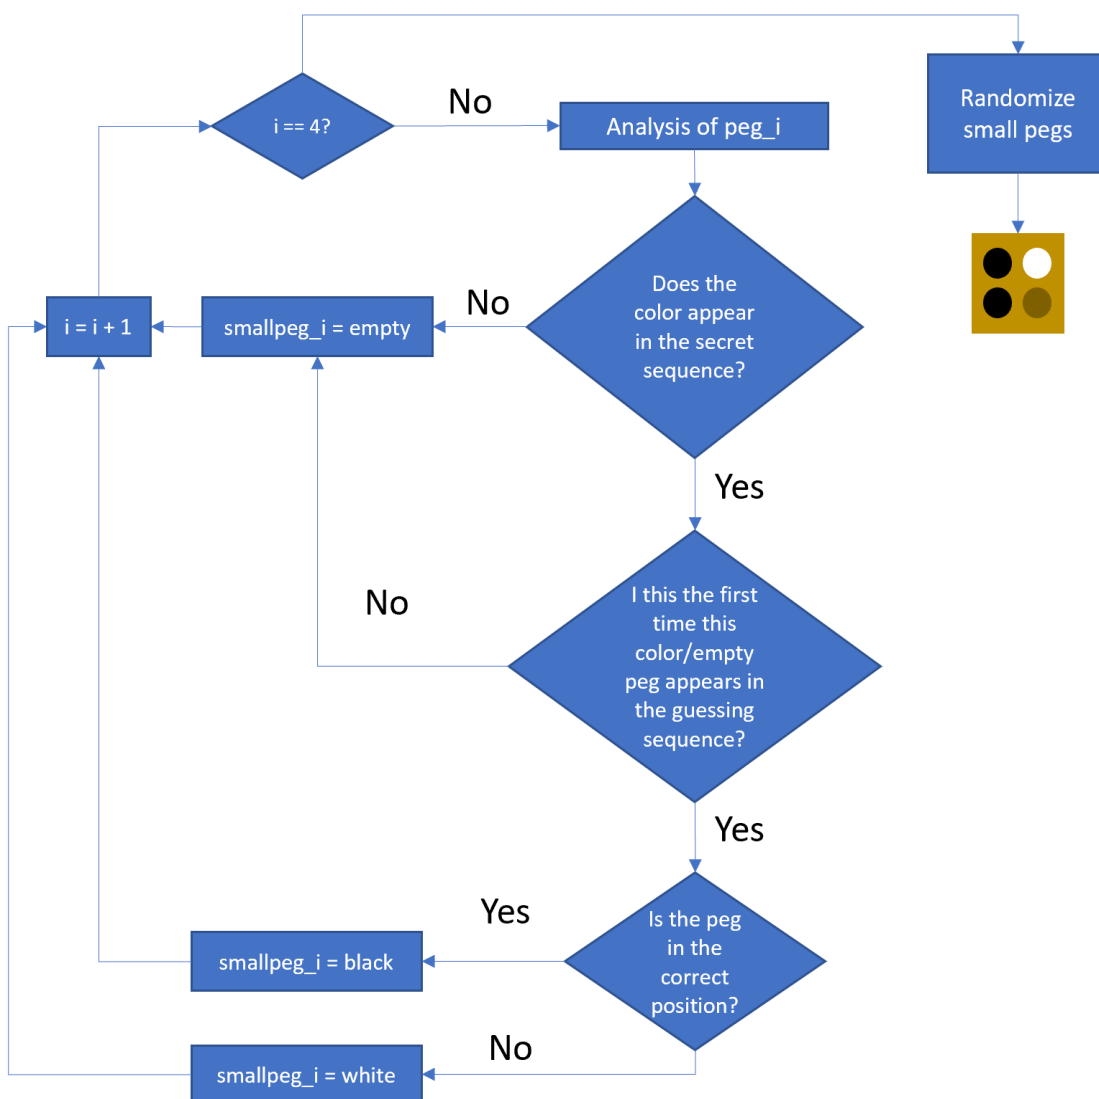 i == 4?
No
Analysis of peg_i
Randomize
small pegs
Does the
color appear
in the secret
sequence?
No
smallpeg_i = empty
i = i + 1
Yes
I this the first
time this
color/empty
peg appears in
the guessing
sequence?
No
Yes
Is the peg
in the
correct
position?
Yes
smallpeg_i = black
No
smallpeg_i = white